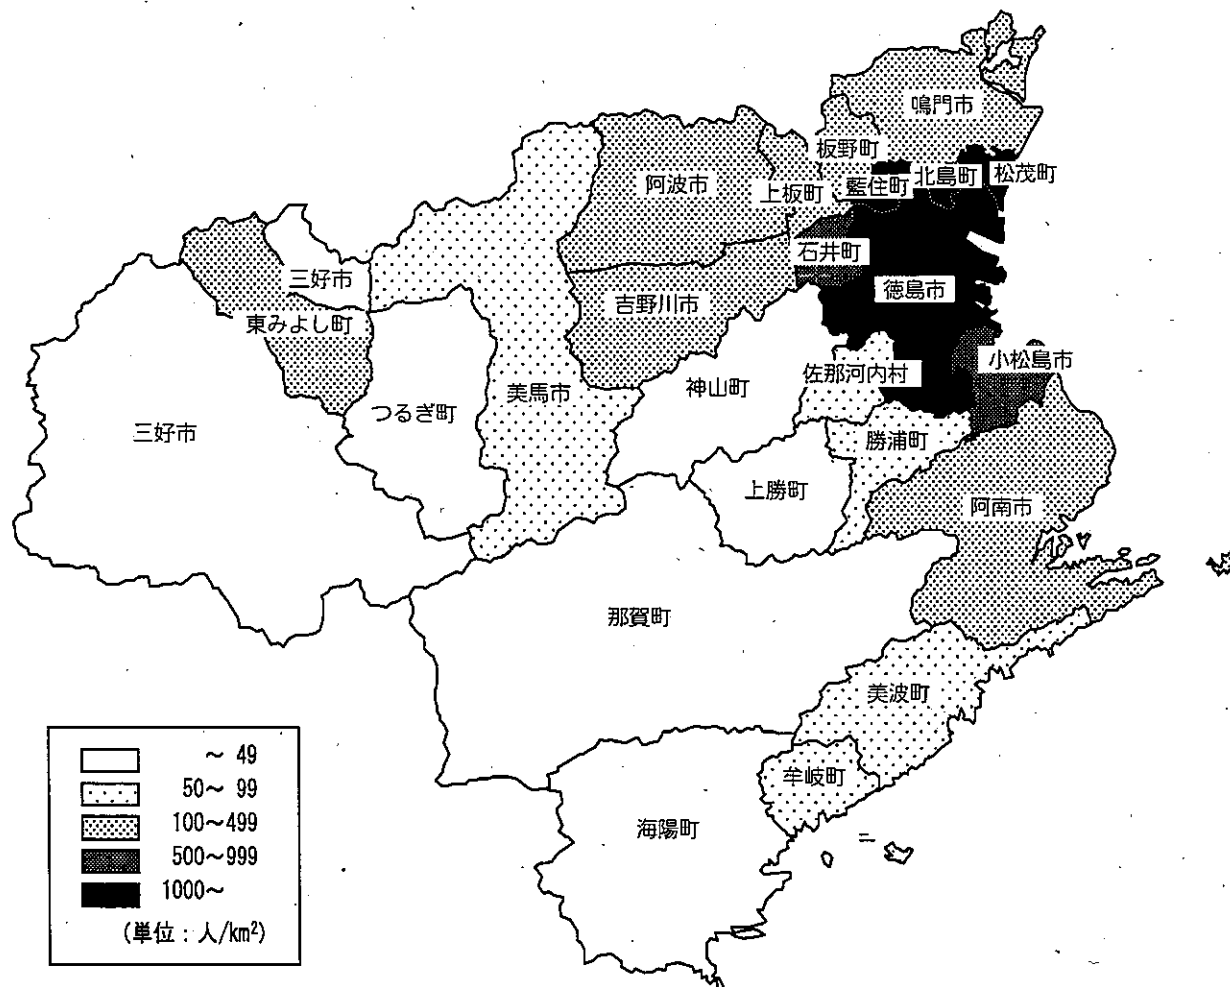 鳴門市
板野町
阿波市
上板町
藍住町
北島町
松茂町
石井町
三好市
徳島市
吉野川市
東みよし町
小松島市
佐那河内村
神山町
美馬市
つるぎ町
三好市
勝浦町
上勝町
阿南市
那賀町
美波町
牟岐町
海陽町
～ 49
50～ 99
100～499
500～999
1000～
(単位：人/km²)